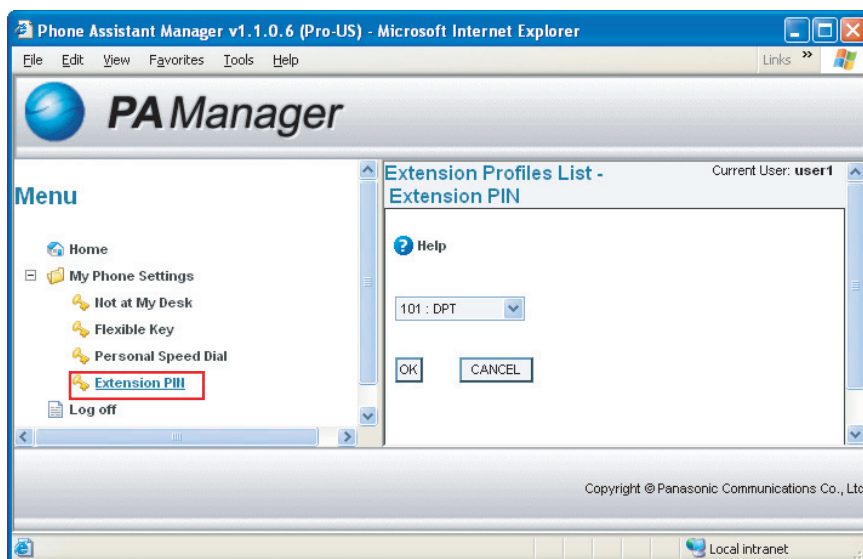 Phone Assistant Manager v1.1.0.6 (Pro-US) - Microsoft Internet Explorer
File Edit View Favorites Tools Help
Links »
PA Manager
Menu
Home
My Phone Settings
Not at My Desk
Flexible Key
Personal Speed Dial
Extension PIN
Log off
Extension Profiles List -
Extension PIN
Current User: user1
Help
101 : DPT
OK CANCEL
Copyright © Panasonic Communications Co., Ltd
Local intranet